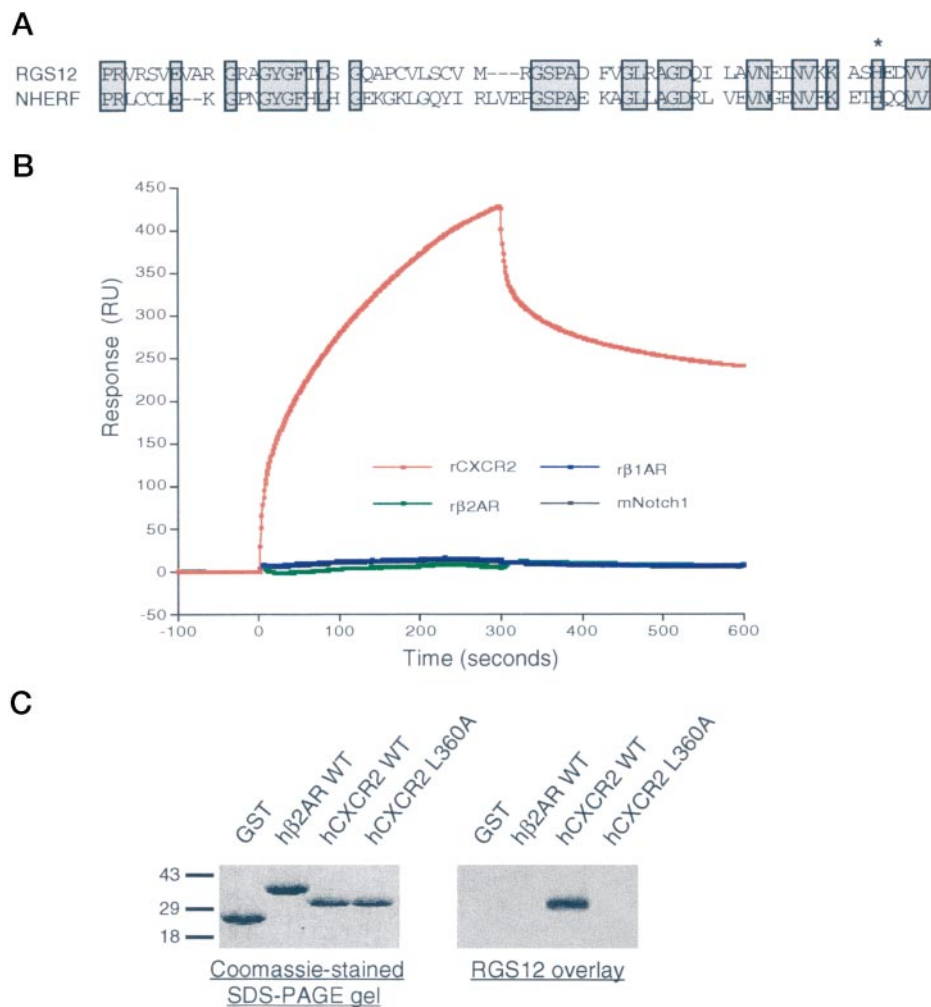 A
*
RGS12 PRVRSVEVAR GRAGYGFTLS GQAPCVLSCV M---RGSPAD FVGLRAGDQI LAVNEINVKK ASHEDVV
NHERF PRLCCLE--K GPNGYGFHLH GEKGKLGQYI RLVEPGSPAE KAGLLAGDRL VEVNGENVEK ETHQQVV
B
450
400
350
300
250
200
150
100
50
0
-50
Response (RU)
rCXCR2
rβ1AR
rβ2AR
mNotch1
-100 0 100 200 300 400 500 600
Time (seconds)
C
GST
hβ2AR WT
hCXCR2 WT
hCXCR2 L360A
GST
hβ2AR WT
hCXCR2 WT
hCXCR2 L360A
43
29
18
Coomassie-stained
SDS-PAGE gel
RGS12 overlay